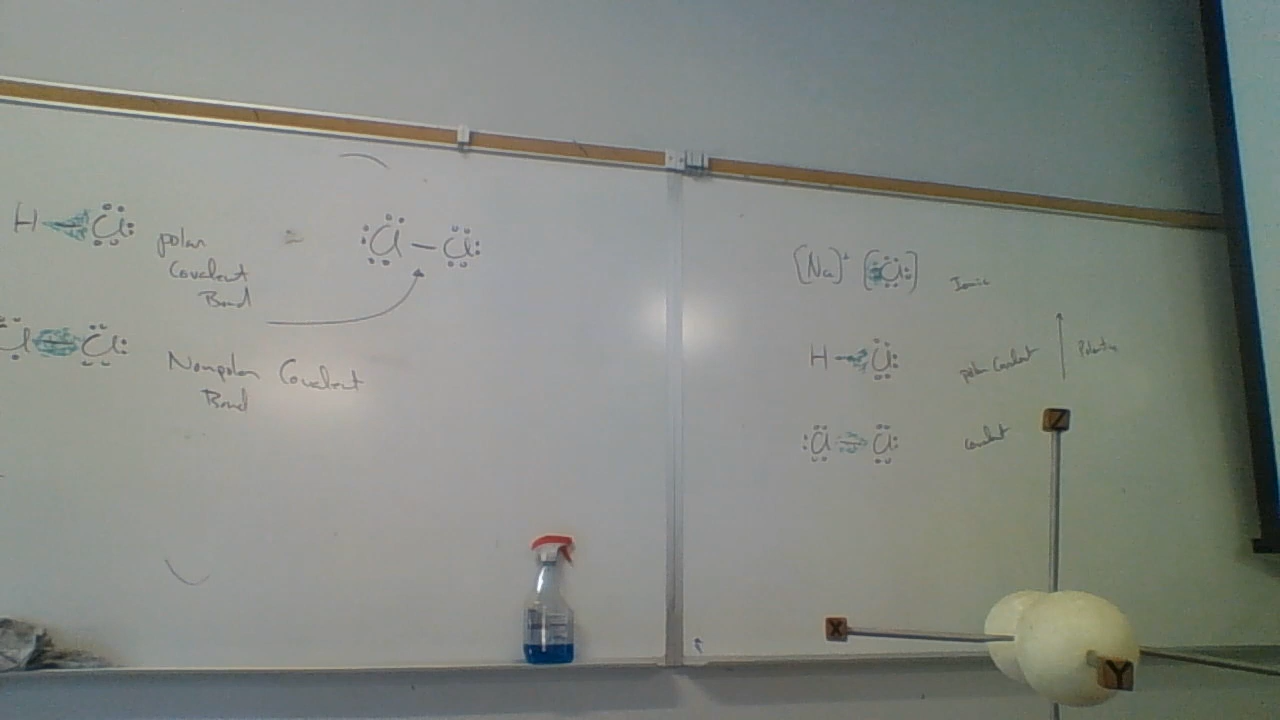 H Cl
polar
Covalent
Bond
Cl - Cl
Cl Cl
Nonpolar Covalent
Bond
[Na]+ [Cl]
Ionic
H - Cl
polar Covalent
Cl Cl
covalent
Z
X
Y